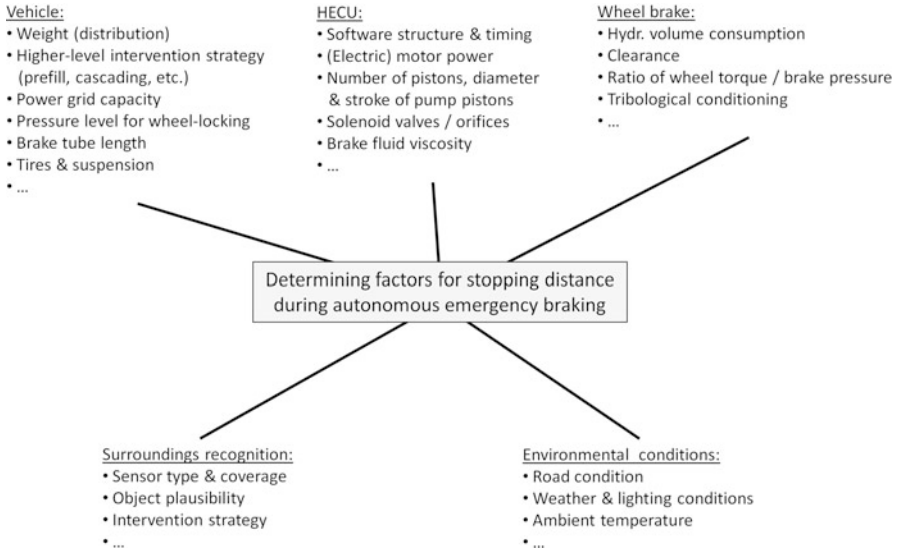 Vehicle:
• Weight (distribution)
• Higher-level intervention strategy
(prefill, cascading, etc.)
• Power grid capacity
• Pressure level for wheel-locking
• Brake tube length
• Tires & suspension
• ...
HECU:
• Software structure & timing
• (Electric) motor power
• Number of pistons, diameter
& stroke of pump pistons
• Solenoid valves / orifices
• Brake fluid viscosity
• ...
Wheel brake:
• Hydr. volume consumption
• Clearance
• Ratio of wheel torque / brake pressure
• Tribological conditioning
• ...
Determining factors for stopping distance
during autonomous emergency braking
Surroundings recognition:
• Sensor type & coverage
• Object plausibility
• Intervention strategy
• ...
Environmental conditions:
• Road condition
• Weather & lighting conditions
• Ambient temperature
• ...